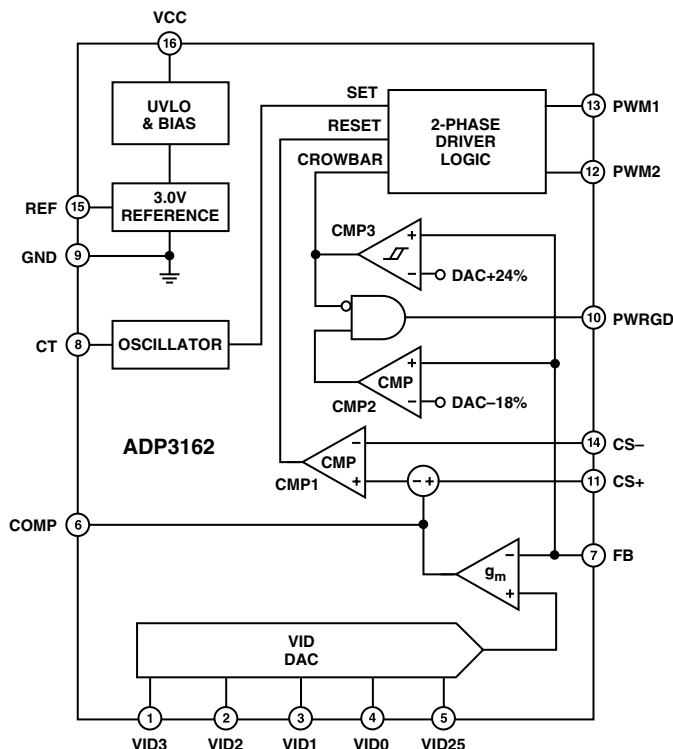 VCC
16
UVLO
& BIAS
SET
RESET
CROWBAR
2-PHASE
DRIVER
LOGIC
13 PWM1
12 PWM2
REF 15
3.0V
REFERENCE
GND 9
CMP3
+
–
DAC+24%
CT 8
OSCILLATOR
10 PWRGD
CMP
+
–
CMP2
DAC–18%
ADP3162
CMP
–
+
CMP1
– +
14 CS–
11 CS+
COMP 6
gm
–
+
7 FB
VID
DAC
1 2 3 4 5
VID3 VID2 VID1 VID0 VID25